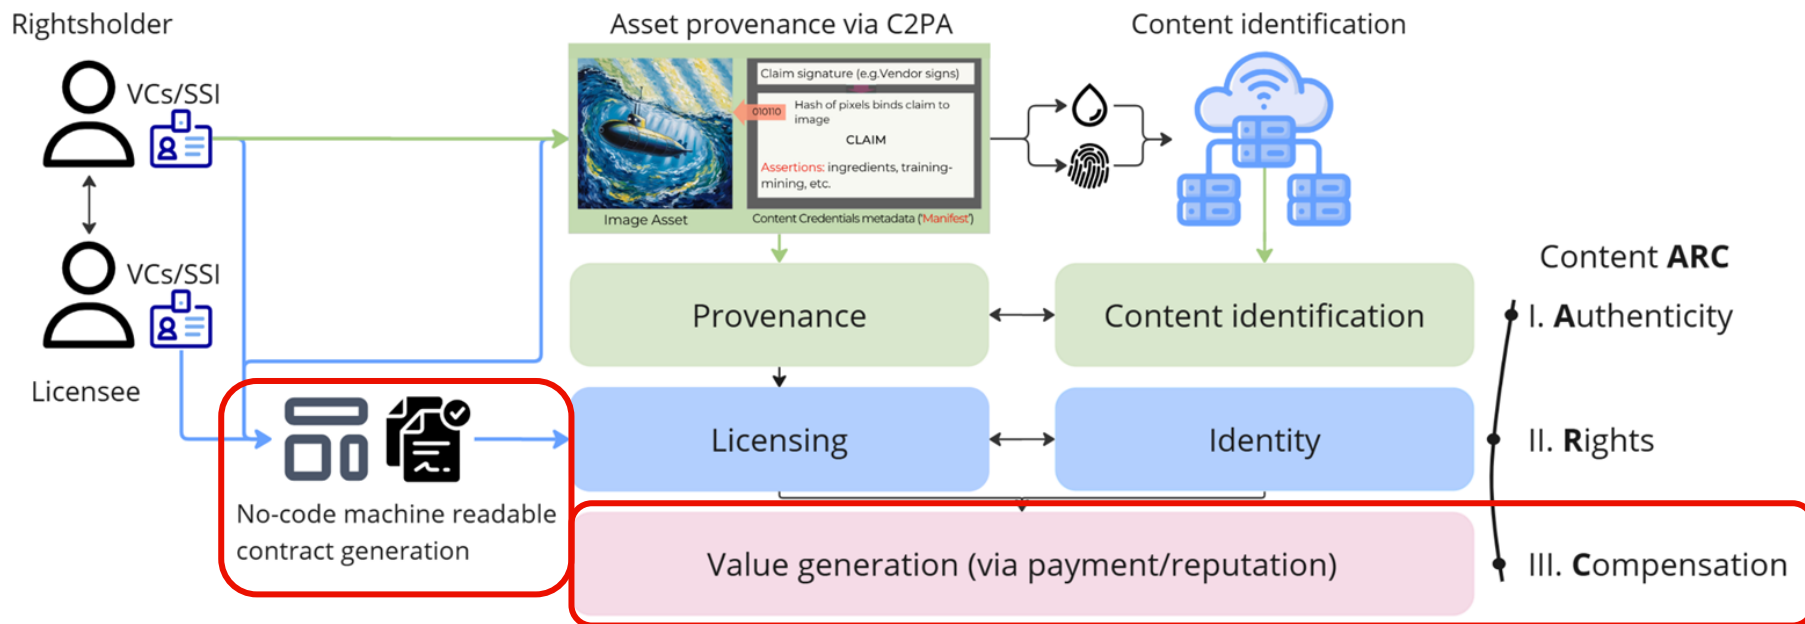 Rightsholder
Asset provenance via C2PA
Content identification
VCs/SSI
Claim signature (e.g.Vendor signs)
010110
Hash of pixels binds claim to
image
CLAIM
Assertions: ingredients, training-
mining, etc.
Image Asset
Content Credentials metadata ('Manifest')
VCs/SSI
Licensee
Provenance
Content identification
Content ARC
I. Authenticity
Licensing
Identity
II. Rights
No-code machine readable
contract generation
Value generation (via payment/reputation)
III. Compensation